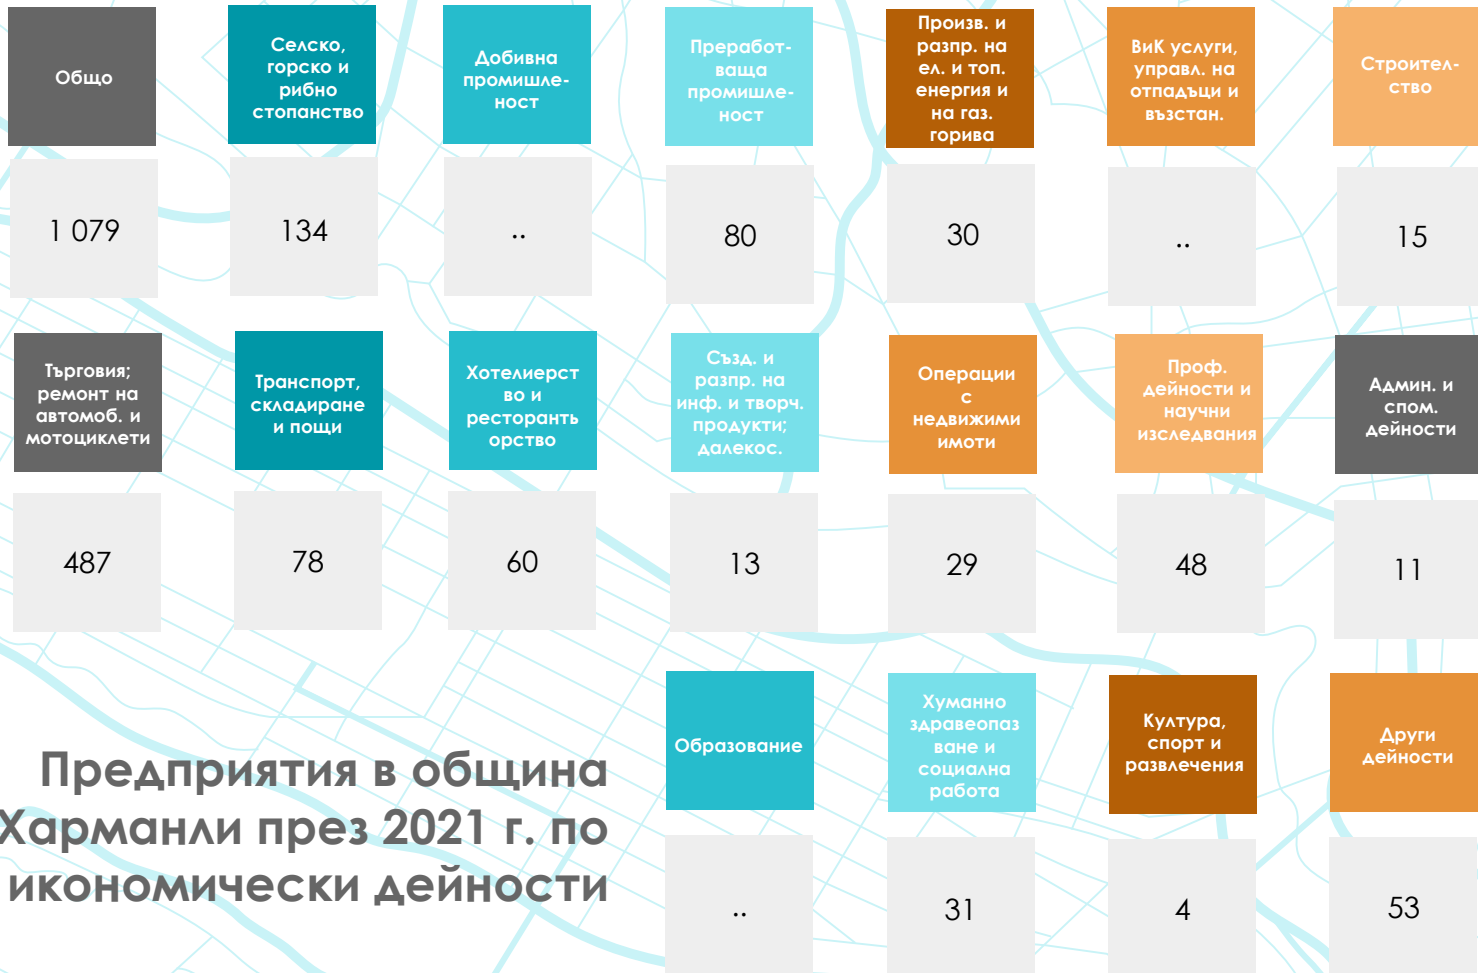 Общо
Селско,
горско и
рибно
стопанство
Добивна
промишле-
ност
Преработ-
ваща
промишле-
ност
Произв. и
разпр. на
ел. и топ.
енергия и
на газ.
горива
ВиК услуги,
управл. на
отпадъци и
възстан.
Строител-
ство
1 079
134
..
80
30
..
15
Търговия;
ремонт на
автомоб. и
мотоциклети
Транспорт,
складиране
и пощи
Хотелиерст
во и
ресторантъ
орство
Създ. и
разпр. на
инф. и творч.
продукти;
далекос.
Операции
с
недвижими
имоти
Проф.
дейности и
научни
изследвания
Админ. и
спом.
дейности
487
78
60
13
29
48
11
Образование
Хуманно
здравеопаз
ване и
социална
работа
Култура,
спорт и
развлечения
Други
дейности
..
31
4
53
Предприятия в община
Харманли през 2021 г. по
икономически дейности